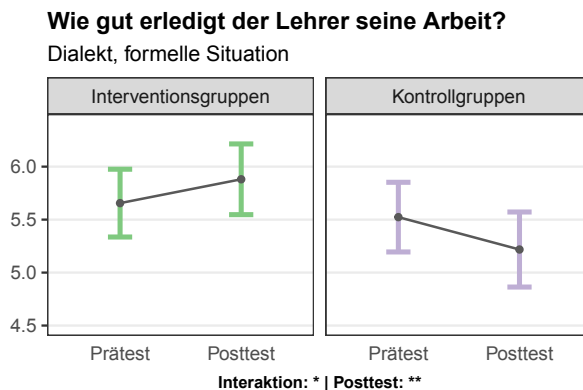 Wie gut erledigt der Lehrer seine Arbeit?
Dialekt, formelle Situation
Interventionsgruppen Kontrollgruppen
6.0
5.5
5.0
4.5
Prätest Posttest Prätest Posttest
Interaktion: * | Posttest: **